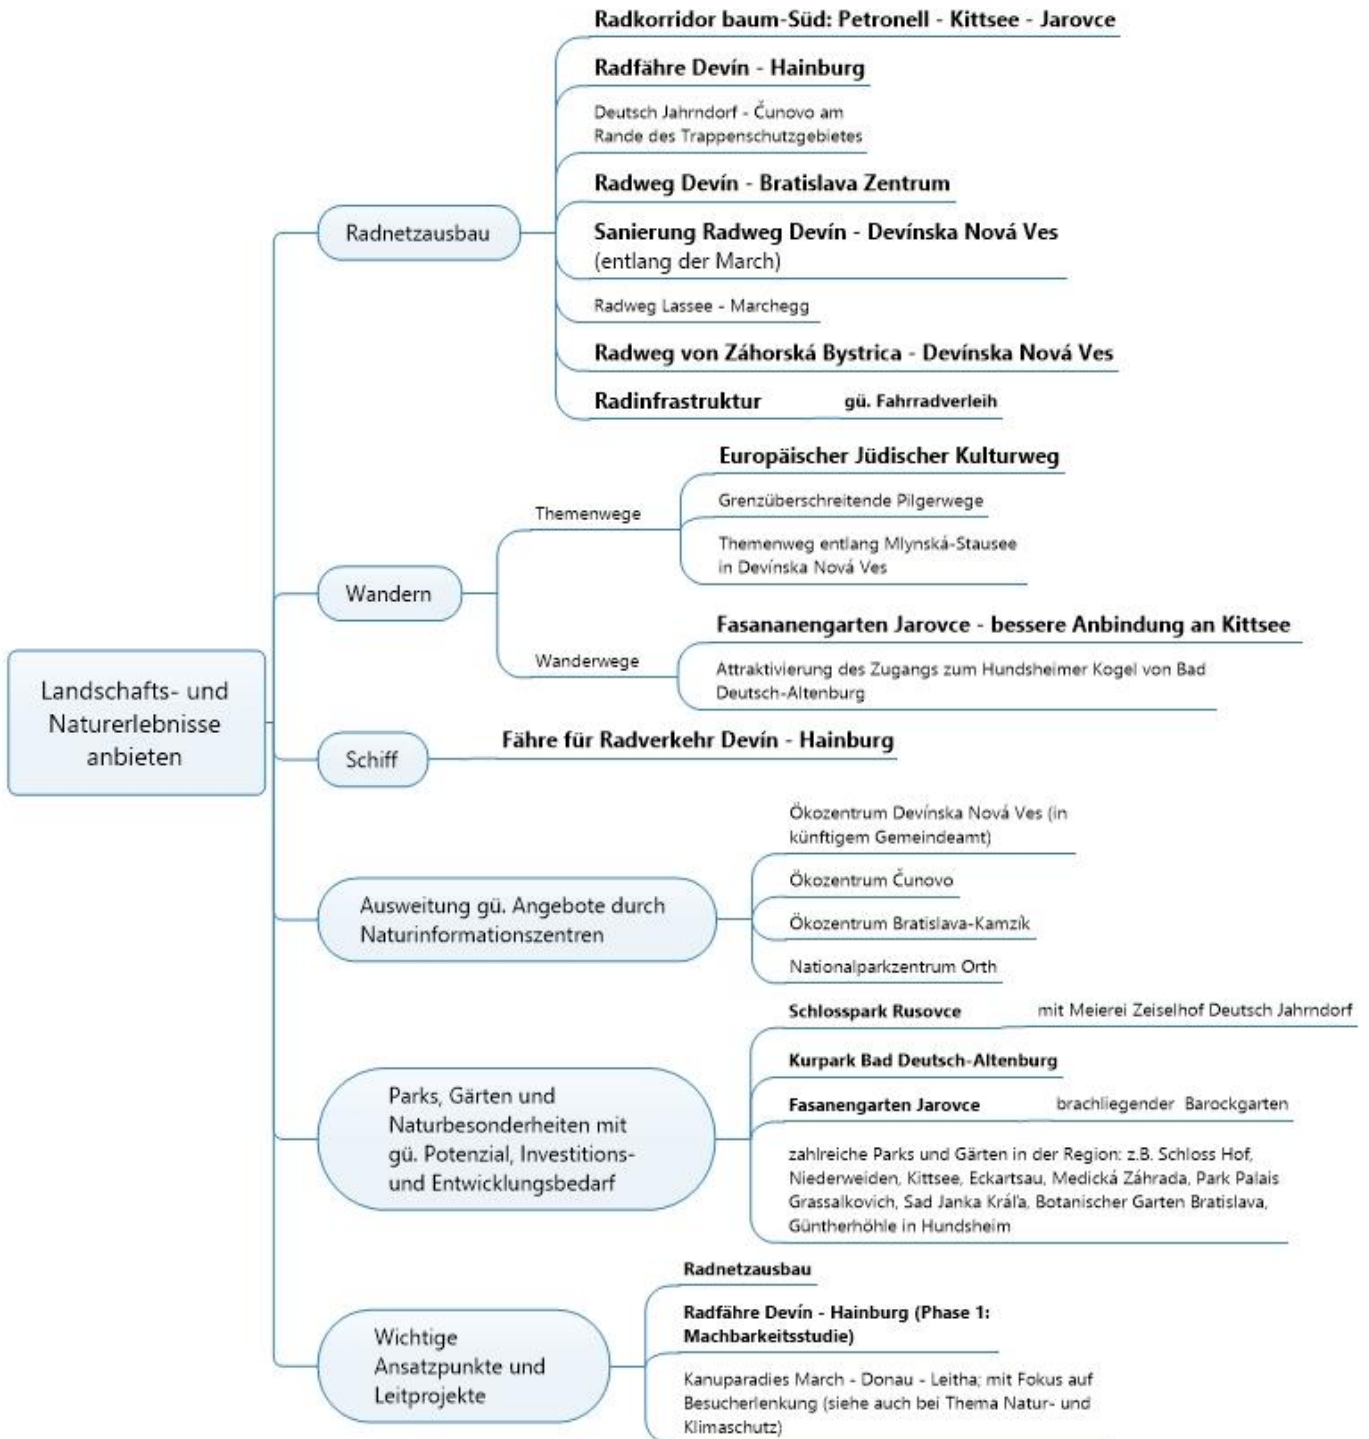 Landschafts- und
Naturerlebnisse
anbieten
Radnetzausbau
Radkorridor baum-Süd: Petronell - Kittsee - Jarovce
Radfähre Devín - Hainburg
Deutsch Jahrndorf - Čunovo am
Rande des Trappenschutzgebietes
Radweg Devín - Bratislava Zentrum
Sanierung Radweg Devín - Devínska Nová Ves
(entlang der March)
Radweg Lassee - Marchegg
Radweg von Záhorská Bystrica - Devínska Nová Ves
Radinfrastruktur gü. Fahrradverleih
Wandern
Themenwege
Europäischer Jüdischer Kulturweg
Grenzüberschreitende Pilgerwege
Themenweg entlang Mlynská-Stausee
in Devínska Nová Ves
Wanderwege
Fasananengarten Jarovce - bessere Anbindung an Kittsee
Attraktivierung des Zugangs zum Hundsheimer Kogel von Bad
Deutsch-Altenburg
Schiff
Fähre für Radverkehr Devín - Hainburg
Ausweitung gü. Angebote durch
Naturinformationszentren
Ökozentrum Devínska Nová Ves (in
künftigem Gemeindeamt)
Ökozentrum Čunovo
Ökozentrum Bratislava-Kamzík
Nationalparkzentrum Orth
Parks, Gärten und
Naturbesonderheiten mit
gü. Potenzial, Investitions-
und Entwicklungsbedarf
Schlosspark Rusovce mit Meierei Zeiselhof Deutsch Jahrndorf
Kurpark Bad Deutsch-Altenburg
Fasanengarten Jarovce brachliegender Barockgarten
zahlreiche Parks und Gärten in der Region: z.B. Schloss Hof,
Niederweiden, Kittsee, Eckartsau, Medická Záhrada, Park Palais
Grassalkovich, Sad Janka Kráľa, Botanischer Garten Bratislava,
Güntherhöhle in Hundsheim
Wichtige
Ansatzpunkte und
Leitprojekte
Radnetzausbau
Radfähre Devín - Hainburg (Phase 1:
Machbarkeitsstudie)
Kanuparadies March - Donau - Leitha; mit Fokus auf
Besucherlenkung (siehe auch bei Thema Natur- und
Klimaschutz)